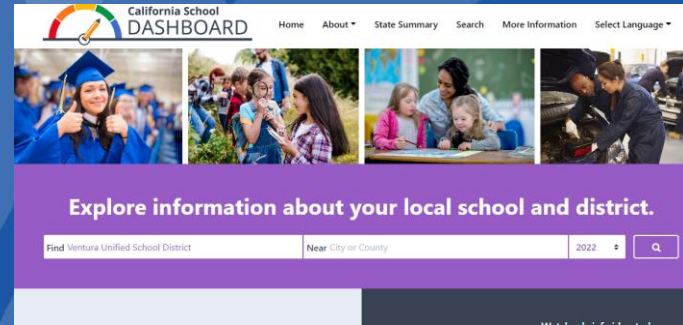 California School
DASHBOARD
Home About State Summary Search More Information Select Language
Explore information about your local school and district.
Find Ventura Unified School District Near City or County 2022